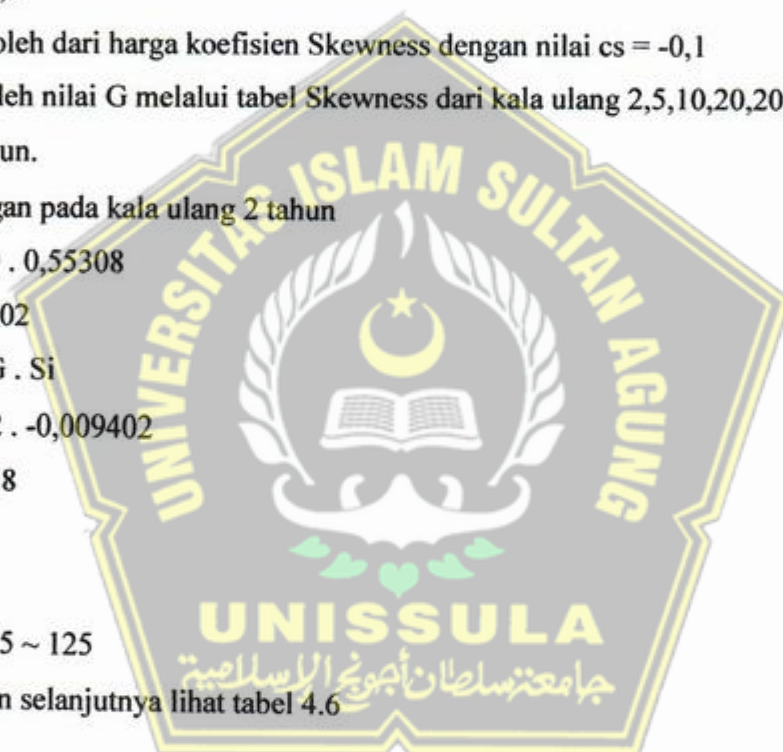 oleh dari harga koefisien Skewness dengan nilai cs = -0,1
leh nilai G melalui tabel Skewness dari kala ulang 2,5,10,20,20
un.
gan pada kala ulang 2 tahun
. 0,55308
02
. Si
. -0,009402
8
5 ~ 125
n selanjutnya lihat tabel 4.6
UNIVERSITAS ISLAM SULTAN AGUNG
UNISSULA
جامعة سلطان أجونج الإسلامية